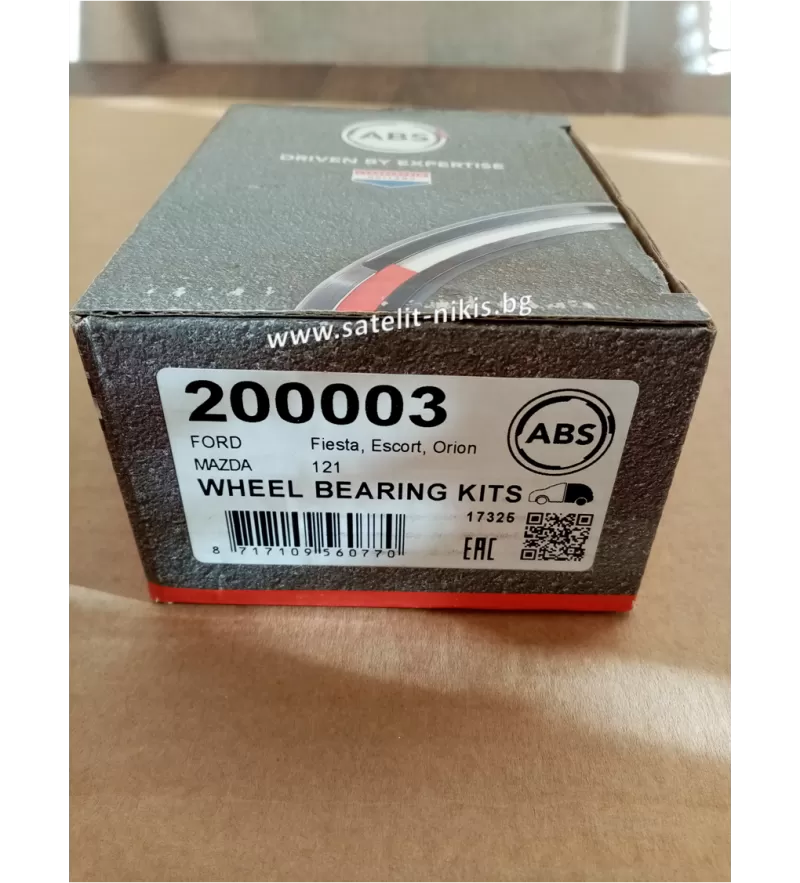 ABS
DRIVEN BY EXPERTISE
www.satelit-nikis.bg
200003
ABS
FORD Fiesta, Escort, Orion
MAZDA 121
WHEEL BEARING KITS
17325
8 717109 560770
EAC